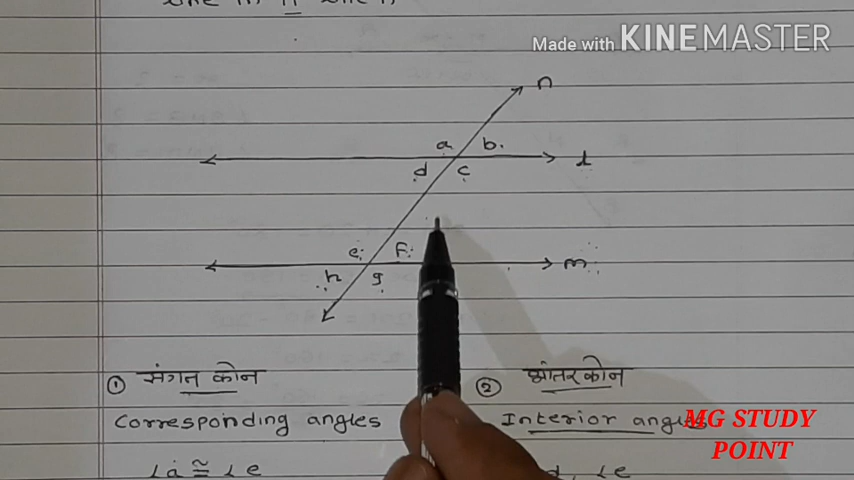 Made with KINEMASTER
n
a b.
l
d c
e f
m
h g
① संगत कोन ② आंतरकोन
Corresponding angles Interior angles
MG STUDY
POINT
∠a ≅ ∠e d, ∠e